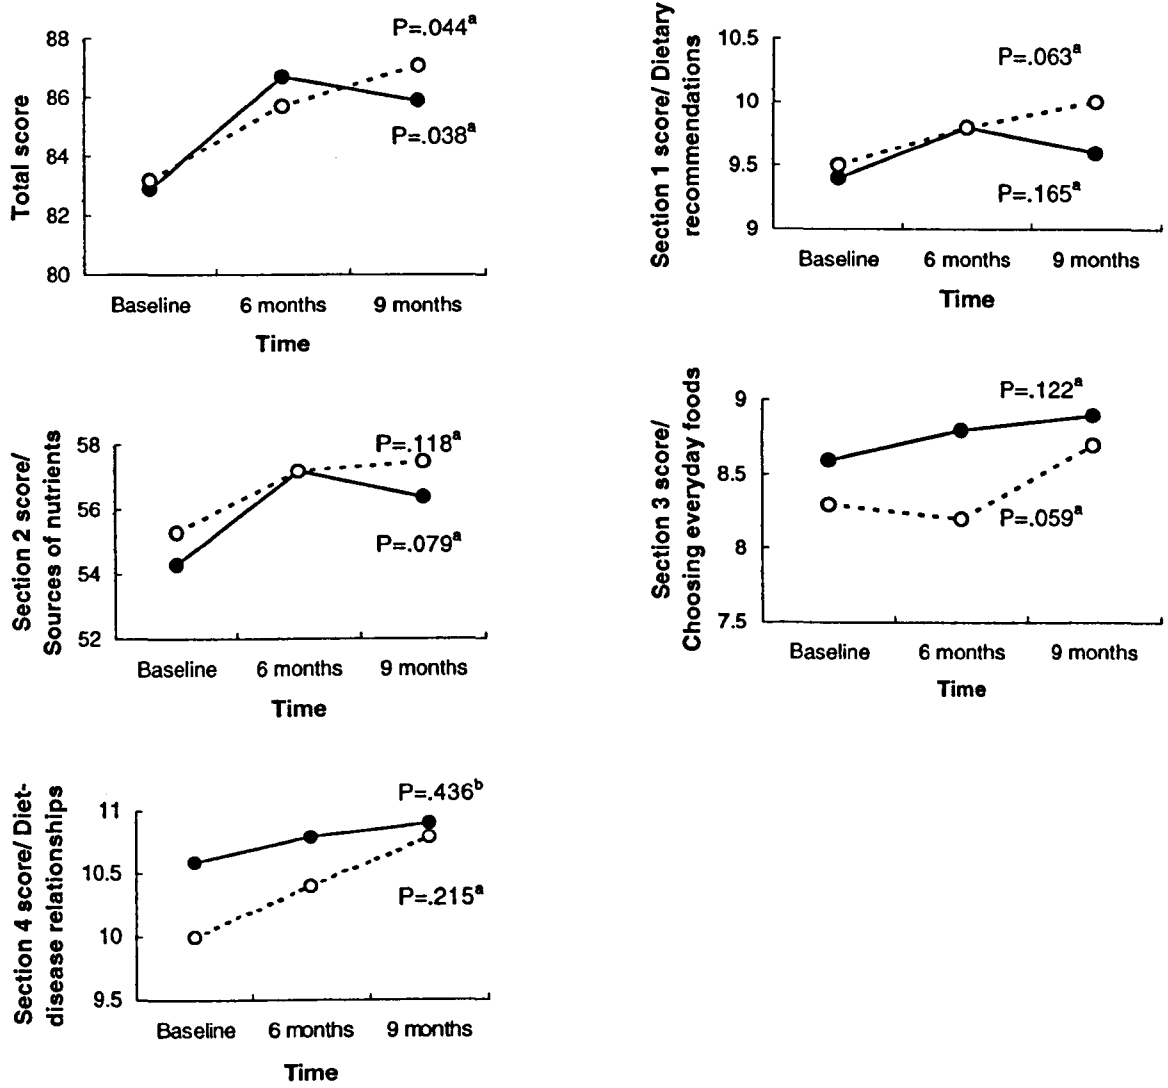 Total score
88
86
84
82
80
P=.044a
P=.038a
Baseline
6 months
9 months
Time
Section 1 score/ Dietary
recommendations
10.5
10
9.5
9
P=.063a
P=.165a
Baseline
6 months
9 months
Time
Section 2 score/
Sources of nutrients
58
56
54
52
P=.118a
P=.079a
Baseline
6 months
9 months
Time
Section 3 score/
Choosing everyday foods
9
8.5
8
7.5
P=.122a
P=.059a
Baseline
6 months
9 months
Time
Section 4 score/ Diet-
disease relationships
11
10.5
10
9.5
P=.436b
P=.215a
Baseline
6 months
9 months
Time